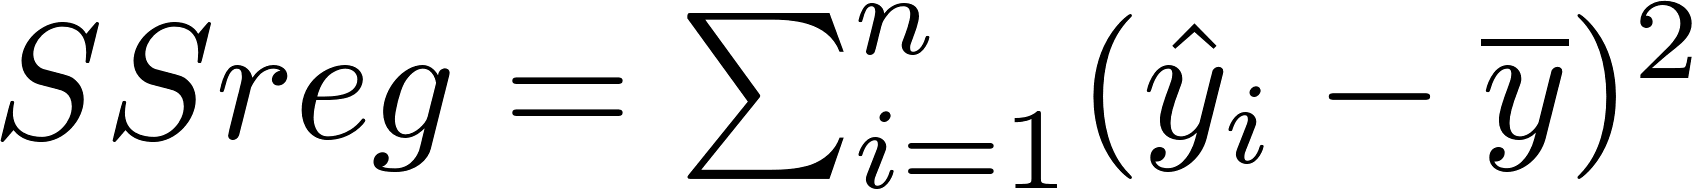 SSreg = \sum_{i=1}^{n} (\hat{y}_i - \overline{y})^2